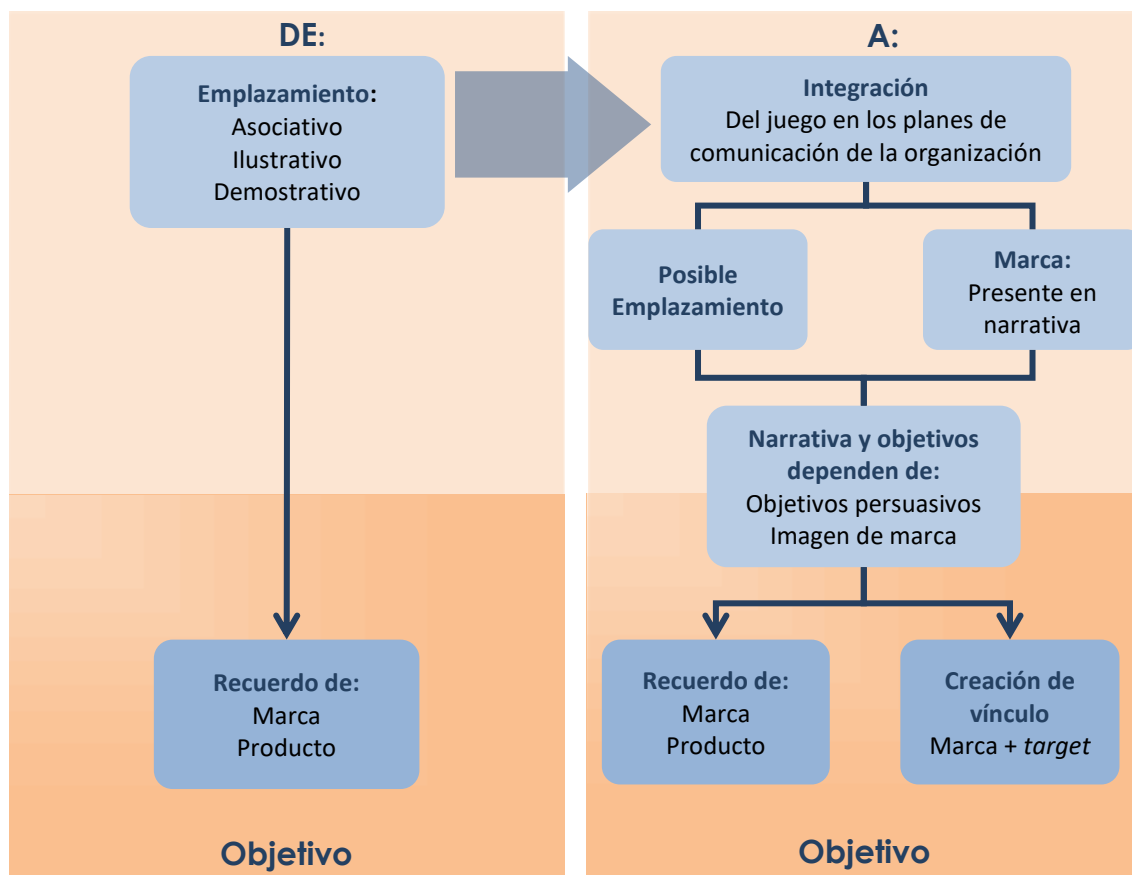 DE:
Emplazamiento:
Asociativo
Ilustrativo
Demostrativo
Recuerdo de:
Marca
Producto
Objetivo
A:
Integración
Del juego en los planes de
comunicación de la organización
Posible
Emplazamiento
Marca:
Presente en
narrativa
Narrativa y objetivos
dependen de:
Objetivos persuasivos
Imagen de marca
Recuerdo de:
Marca
Producto
Creación de
vínculo
Marca + target
Objetivo